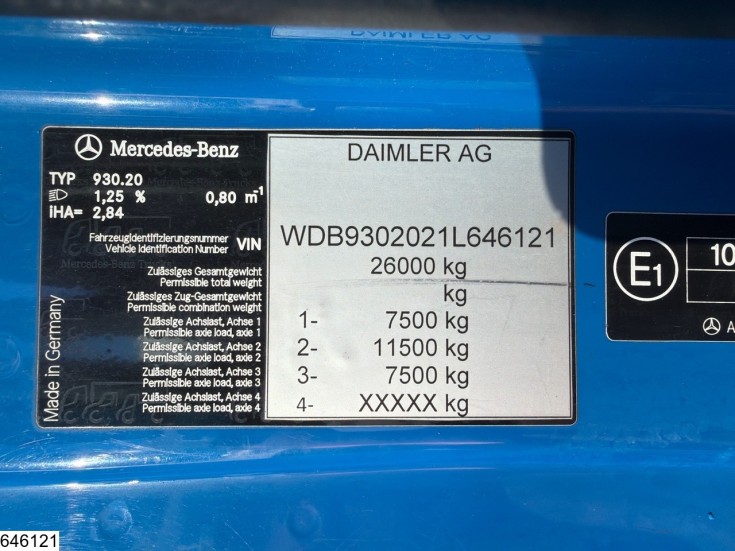 DAIMLER AG
Mercedes-Benz
TYP 930.20
1,25 % 0,80 m-1
iHA= 2,84
Fahrzeugidentifizierungsnummer
Vehicle Identification Number VIN
Zulässiges Gesamtgewicht
Permissible total weight
Zulässiges Zug-Gesamtgewicht
Permissible combination weight
Zulässige Achslast, Achse 1
Permissible axle load, axle 1
Zulässige Achslast, Achse 2
Permissible axle load, axle 2
Zulässige Achslast, Achse 3
Permissible axle load, axle 3
Zulässige Achslast, Achse 4
Permissible axle load, axle 4
Made in Germany
DAIMLER AG
WDB9302021L646121
26000 kg
kg
1- 7500 kg
2- 11500 kg
3- 7500 kg
4- XXXXX kg
E1
10
A
646121